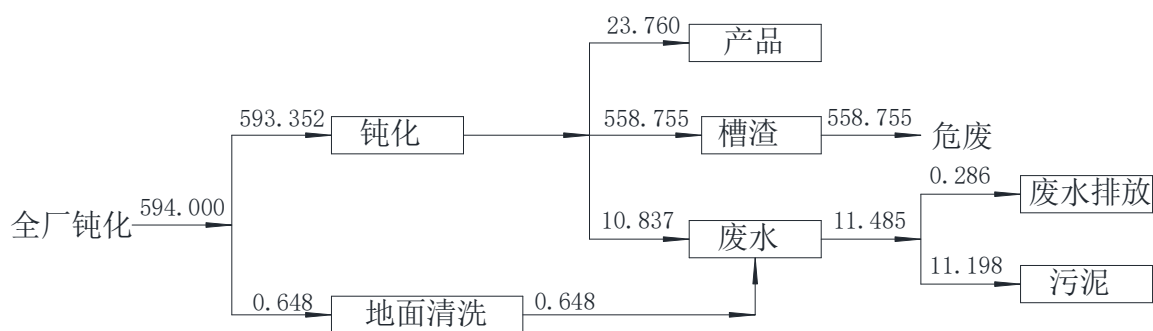 23.760
产品
593.352
钝化
558.755
槽渣
558.755
危废
0.286
废水排放
全厂钝化
594.000
10.837
废水
11.485
11.198
污泥
0.648
地面清洗
0.648